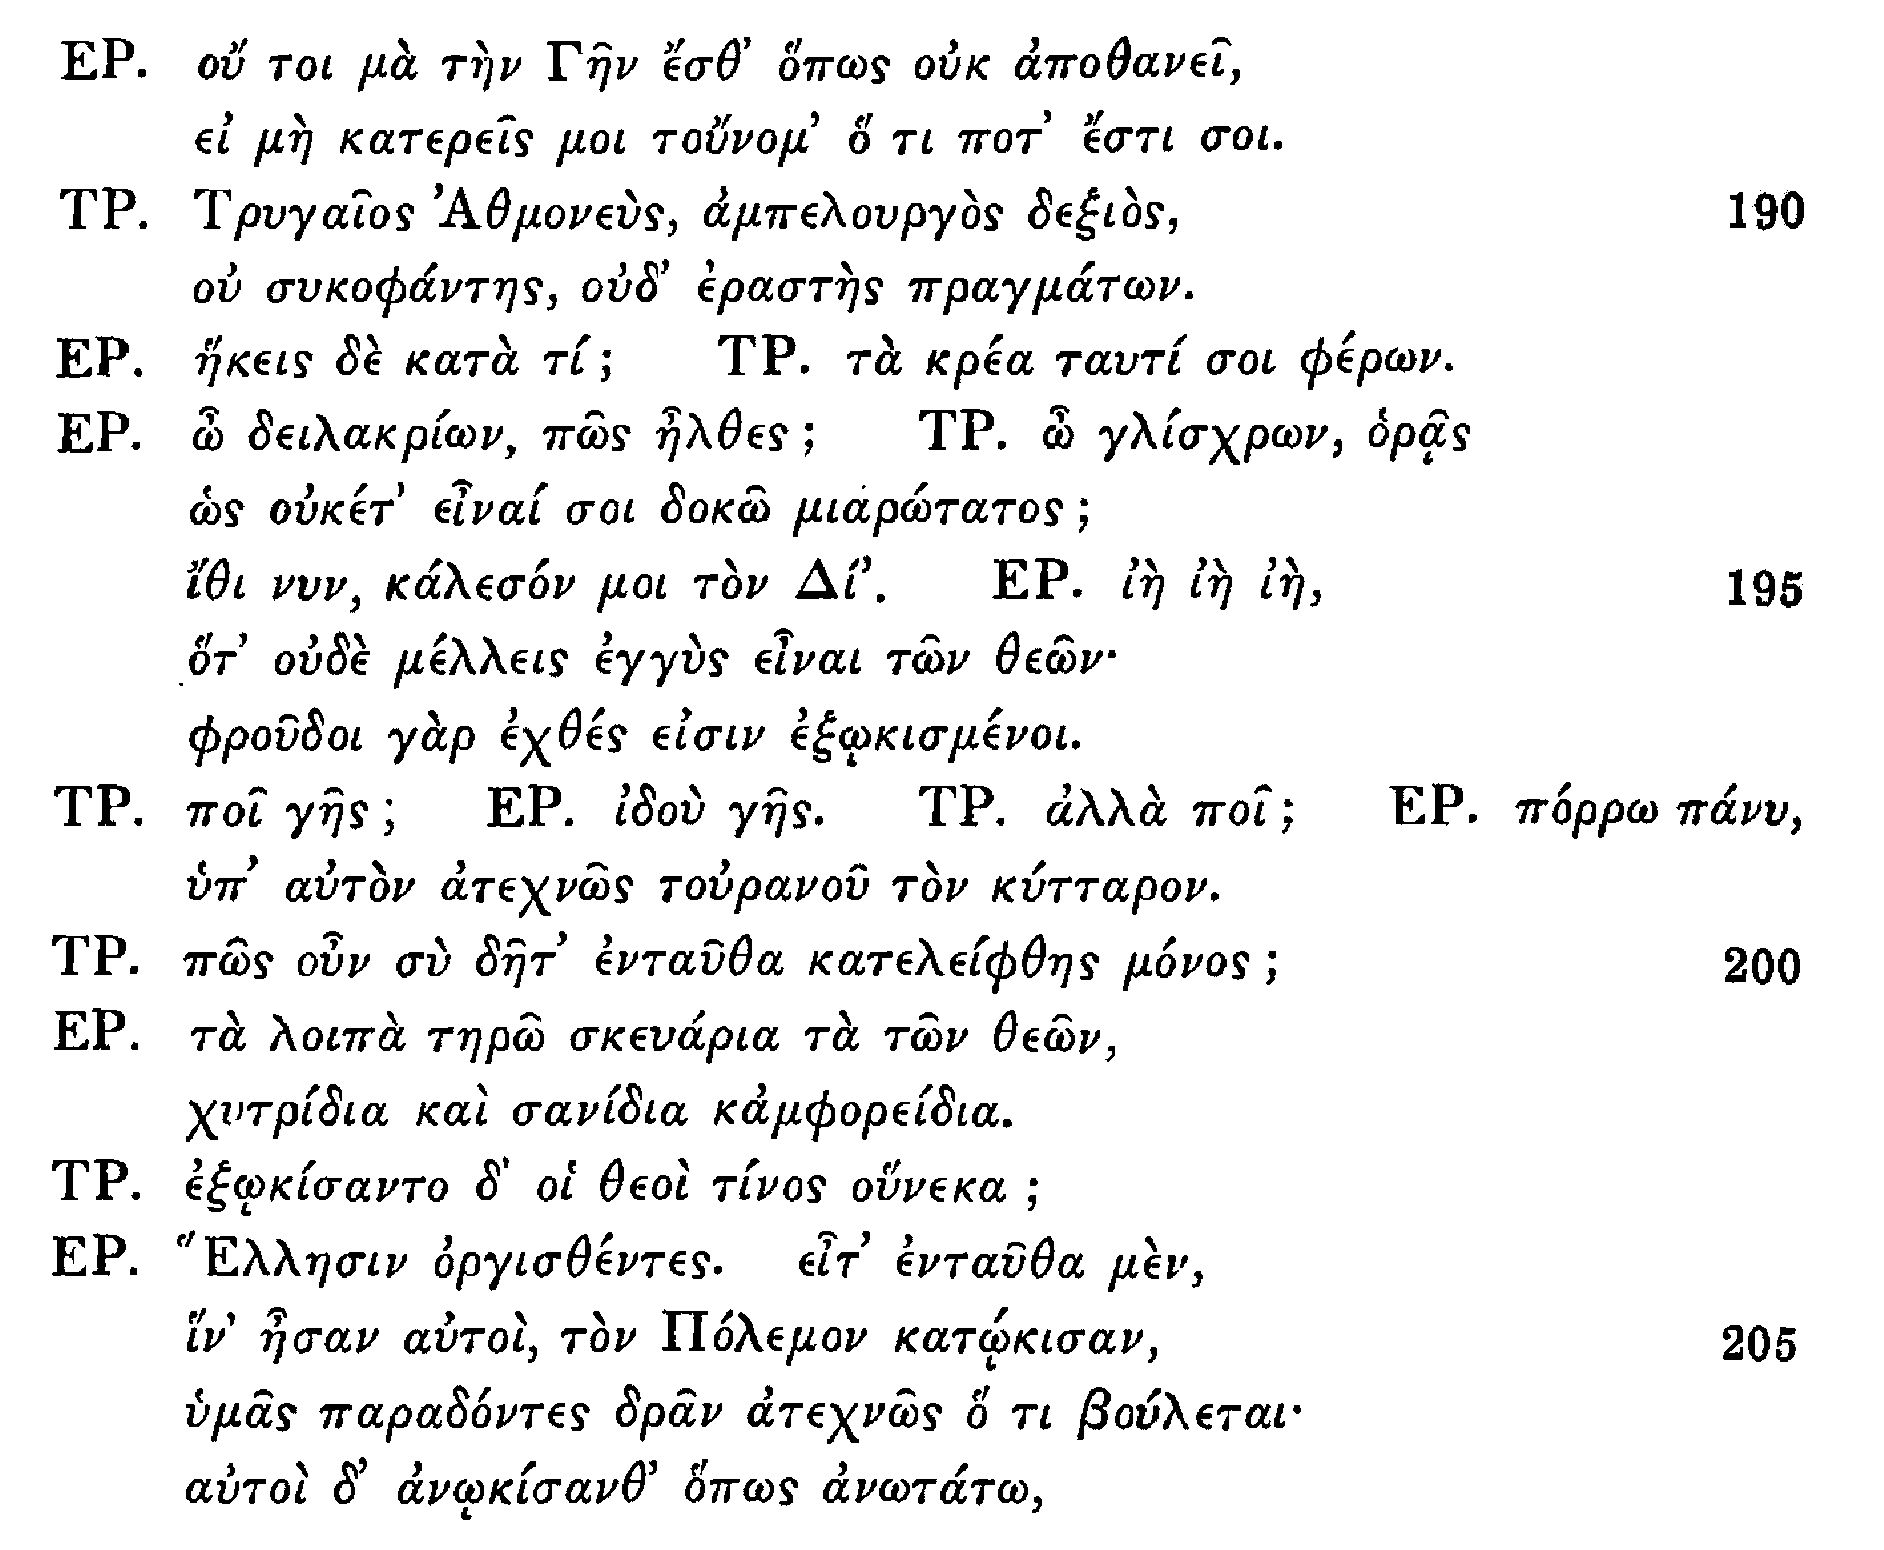 ΕΡ. οὔ τοι μὰ τὴν Γῆν ἔσθ’ ὅπως οὐκ ἀποθανεῖ,
εἰ μὴ κατερεῖς μοι τοὔνομ’ ὅ τι ποτ’ ἔστι σοι.
ΤΡ. Τρυγαῖος Ἀθμονεὺς, ἀμπελουργὸς δεξιὸς, 190
οὐ συκοφάντης, οὐδ’ ἐραστὴς πραγμάτων.
ΕΡ. ἥκεις δὲ κατὰ τί; ΤΡ. τὰ κρέα ταυτί σοι φέρων.
ΕΡ. ὦ δειλακρίων, πῶς ἦλθες; ΤΡ. ὦ γλίσχρων, ὁρᾷς
ὡς οὐκέτ’ εἶναί σοι δοκῶ μιαρώτατος;
ἴθι νυν, κάλεσόν μοι τὸν Δί’. ΕΡ. ἰὴ ἰὴ ἰὴ, 195
ὅτ’ οὐδὲ μέλλεις ἐγγὺς εἶναι τῶν θεῶν·
φροῦδοι γὰρ ἐχθές εἰσιν ἐξῳκισμένοι.
ΤΡ. ποῖ γῆς; ΕΡ. ἰδοὺ γῆς. ΤΡ. ἀλλὰ ποῖ; ΕΡ. πόρρω πάνυ,
ὑπ’ αὐτὸν ἀτεχνῶς τοὐρανοῦ τὸν κύτταρον.
ΤΡ. πῶς οὖν σὺ δῆτ’ ἐνταῦθα κατελείφθης μόνος; 200
ΕΡ. τὰ λοιπὰ τηρῶ σκευάρια τὰ τῶν θεῶν,
χυτρίδια καὶ σανίδια κἀμφορείδια.
ΤΡ. ἐξῳκίσαντο δ’ οἱ θεοὶ τίνος οὕνεκα;
ΕΡ. Ἕλλησιν ὀργισθέντες. εἶτ’ ἐνταῦθα μὲν,
ἵν’ ἦσαν αὐτοὶ, τὸν Πόλεμον κατῴκισαν, 205
ὑμᾶς παραδόντες δρᾶν ἀτεχνῶς ὅ τι βούλεται·
αὐτοὶ δ’ ἀνῳκίσανθ’ ὅπως ἀνωτάτω,